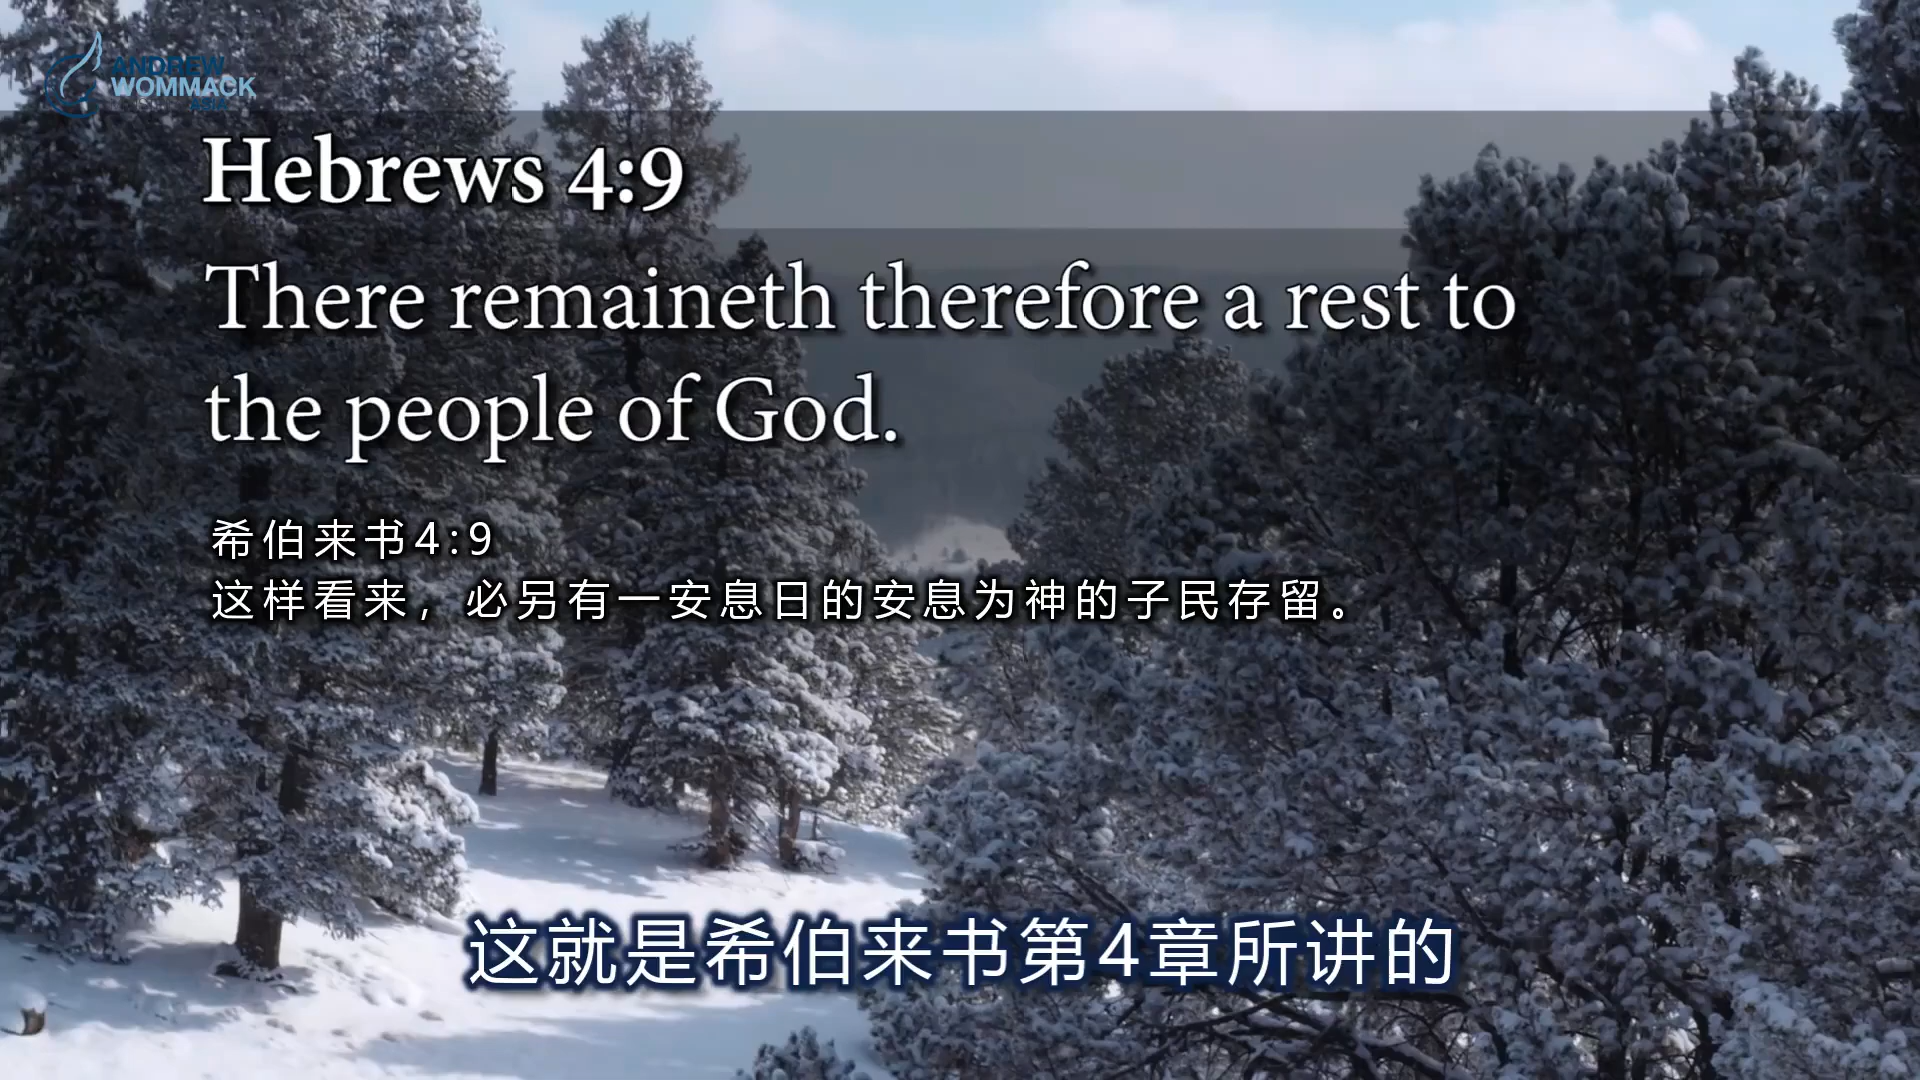 ANDREW
WOMMACK
ASIA
Hebrews 4:9
There remaineth therefore a rest to
the people of God.
希伯来书4:9
这样看来，必另有一安息日的安息为神的子民存留。
这就是希伯来书第4章所讲的